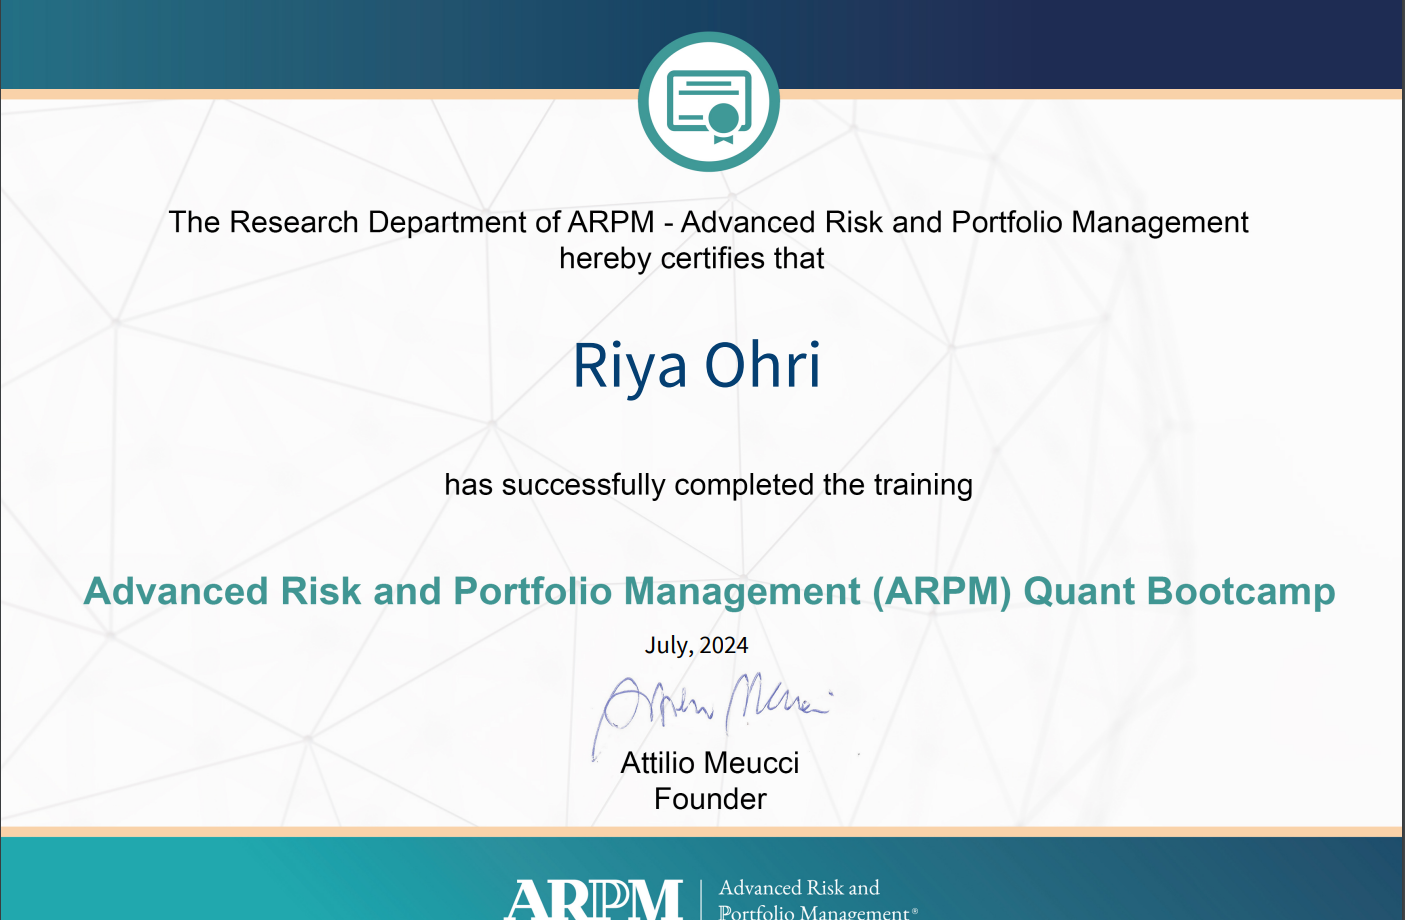 The Research Department of ARPM - Advanced Risk and Portfolio Management
hereby certifies that
Riya Ohri
has successfully completed the training
Advanced Risk and Portfolio Management (ARPM) Quant Bootcamp
July, 2024
Attilio Meucci
Founder
ARPM
Advanced Risk and
Portfolio Management®